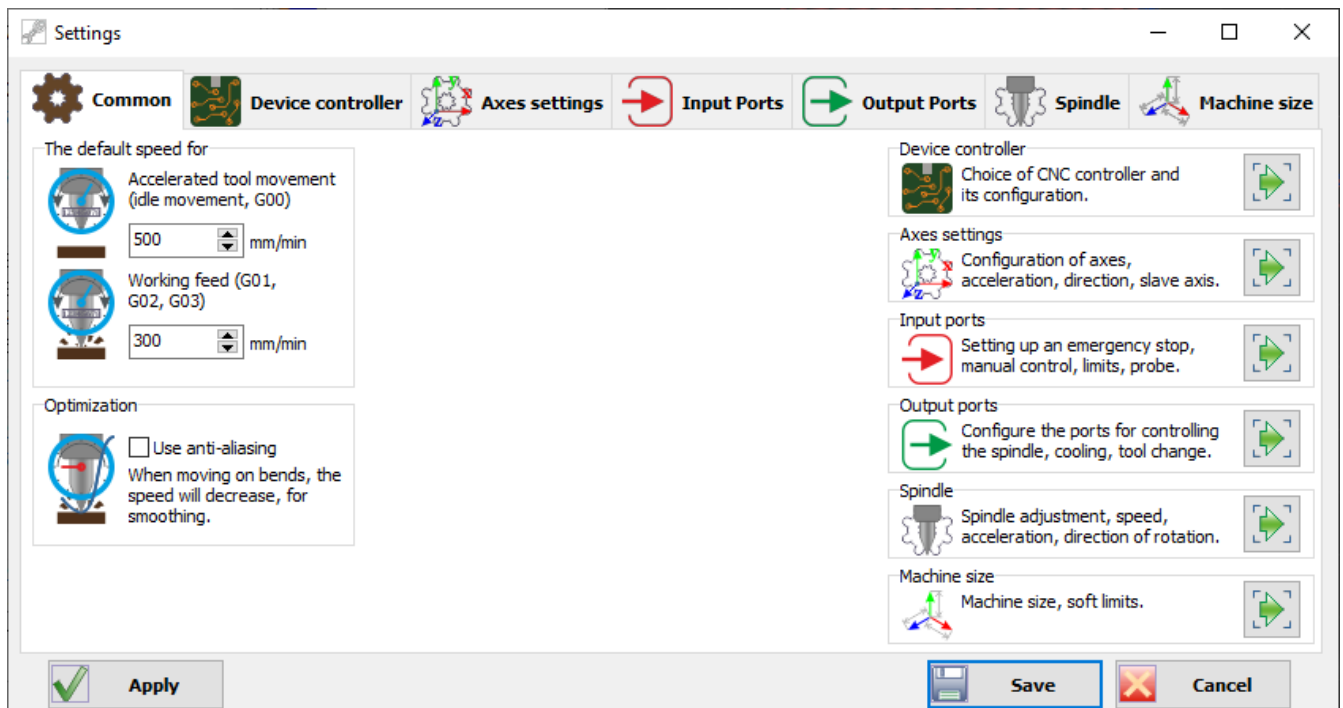 Settings
Common
Device controller
Axes settings
Input Ports
Output Ports
Spindle
Machine size
The default speed for
Accelerated tool movement
(idle movement, G00)
500
mm/min
Working feed (G01,
G02, G03)
300
mm/min
Optimization
Use anti-aliasing
When moving on bends, the
speed will decrease, for
smoothing.
Device controller
Choice of CNC controller and
its configuration.
Axes settings
Configuration of axes,
acceleration, direction, slave axis.
Input ports
Setting up an emergency stop,
manual control, limits, probe.
Output ports
Configure the ports for controlling
the spindle, cooling, tool change.
Spindle
Spindle adjustment, speed,
acceleration, direction of rotation.
Machine size
Machine size, soft limits.
Apply
Save
Cancel